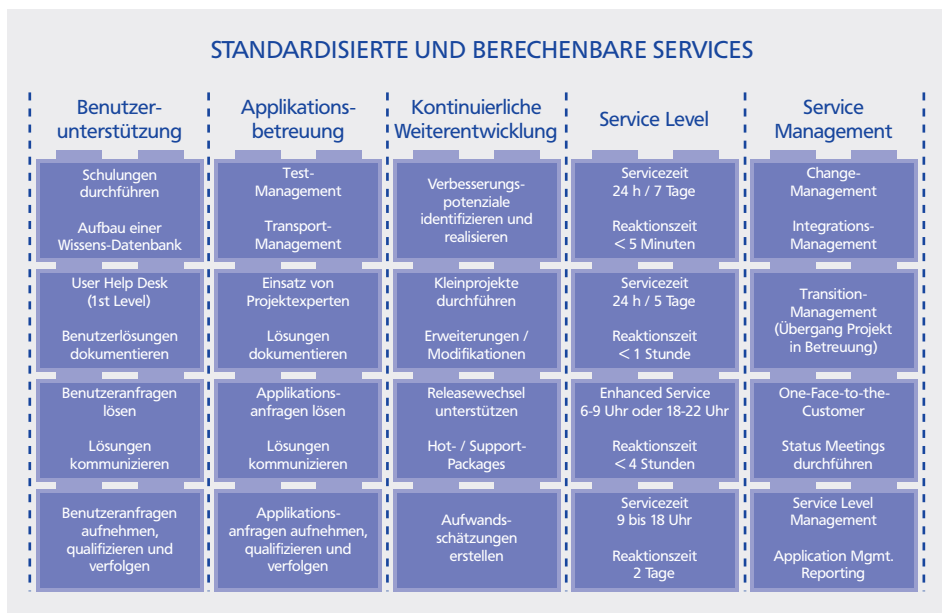 STANDARDISIERTE UND BERECHENBARE SERVICES
Benutzer-
unterstützung
Schulungen
durchführen
Aufbau einer
Wissens-Datenbank
User Help Desk
(1st Level)
Benutzerlösungen
dokumentieren
Benutzeranfragen
lösen
Lösungen
kommunizieren
Benutzeranfragen
aufnehmen,
qualifizieren und
verfolgen
Applikations-
betreuung
Test-
Management
Transport-
Management
Einsatz von
Projektexperten
Lösungen
dokumentieren
Applikations-
anfragen lösen
Lösungen
kommunizieren
Applikations-
anfragen aufnehmen,
qualifizieren und
verfolgen
Kontinuierliche
Weiterentwicklung
Verbesserungs-
potenziale
identifizieren und
realisieren
Kleinprojekte
durchführen
Erweiterungen /
Modifikationen
Releasewechsel
unterstützen
Hot- / Support-
Packages
Aufwands-
schätzungen
erstellen
Service Level
Servicezeit
24 h / 7 Tage
Reaktionszeit
< 5 Minuten
Servicezeit
24 h / 5 Tage
Reaktionszeit
< 1 Stunde
Enhanced Service
6-9 Uhr oder 18-22 Uhr
Reaktionszeit
< 4 Stunden
Servicezeit
9 bis 18 Uhr
Reaktionszeit
2 Tage
Service
Management
Change-
Management
Integrations-
Management
Transition-
Management
(Übergang Projekt
in Betreuung)
One-Face-to-the-
Customer
Status Meetings
durchführen
Service Level
Management
Application Mgmt.
Reporting